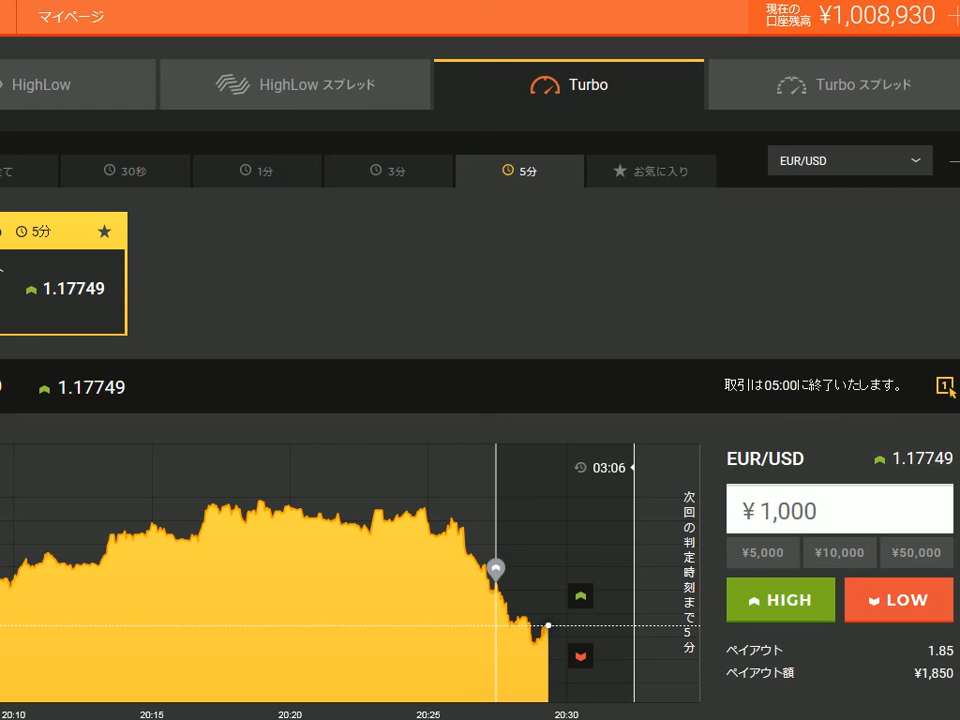 マイページ
現在の
口座残高
¥1,008,930
HighLow
HighLow スプレッド
Turbo
Turbo スプレッド
て
30秒
1分
3分
5分
お気に入り
EUR/USD
5分
1.17749
1.17749
取引は05:00に終了いたします。
1
03:06
次回の判定時刻まで5分
EUR/USD
1.17749
¥1,000
¥5,000
¥10,000
¥50,000
HIGH
LOW
ペイアウト
1.85
ペイアウト額
¥1,850
20:10
20:15
20:20
20:25
20:30